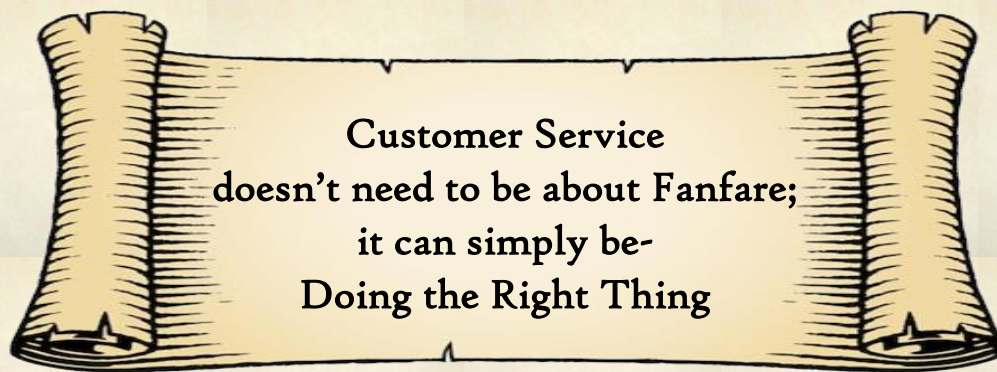 Customer Service
doesn’t need to be about Fanfare;
it can simply be-
Doing the Right Thing